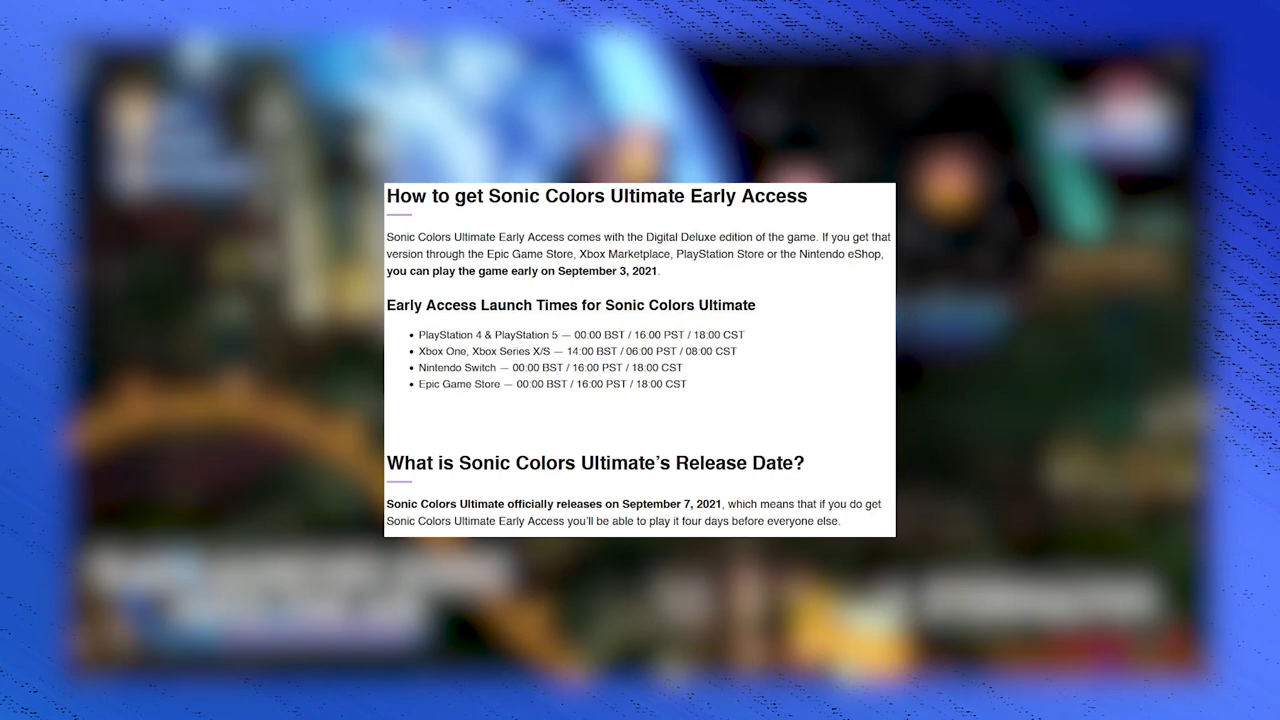 How to get Sonic Colors Ultimate Early Access
Sonic Colors Ultimate Early Access comes with the Digital Deluxe edition of the game. If you get that
version through the Epic Game Store, Xbox Marketplace, PlayStation Store or the Nintendo eShop,
you can play the game early on September 3, 2021.
Early Access Launch Times for Sonic Colors Ultimate
• PlayStation 4 & PlayStation 5 — 00:00 BST / 16:00 PST / 18:00 CST
• Xbox One, Xbox Series X/S — 14:00 BST / 06:00 PST / 08:00 CST
• Nintendo Switch — 00:00 BST / 16:00 PST / 18:00 CST
• Epic Game Store — 00:00 BST / 16:00 PST / 18:00 CST
What is Sonic Colors Ultimate's Release Date?
Sonic Colors Ultimate officially releases on September 7, 2021, which means that if you do get
Sonic Colors Ultimate Early Access you'll be able to play it four days before everyone else.